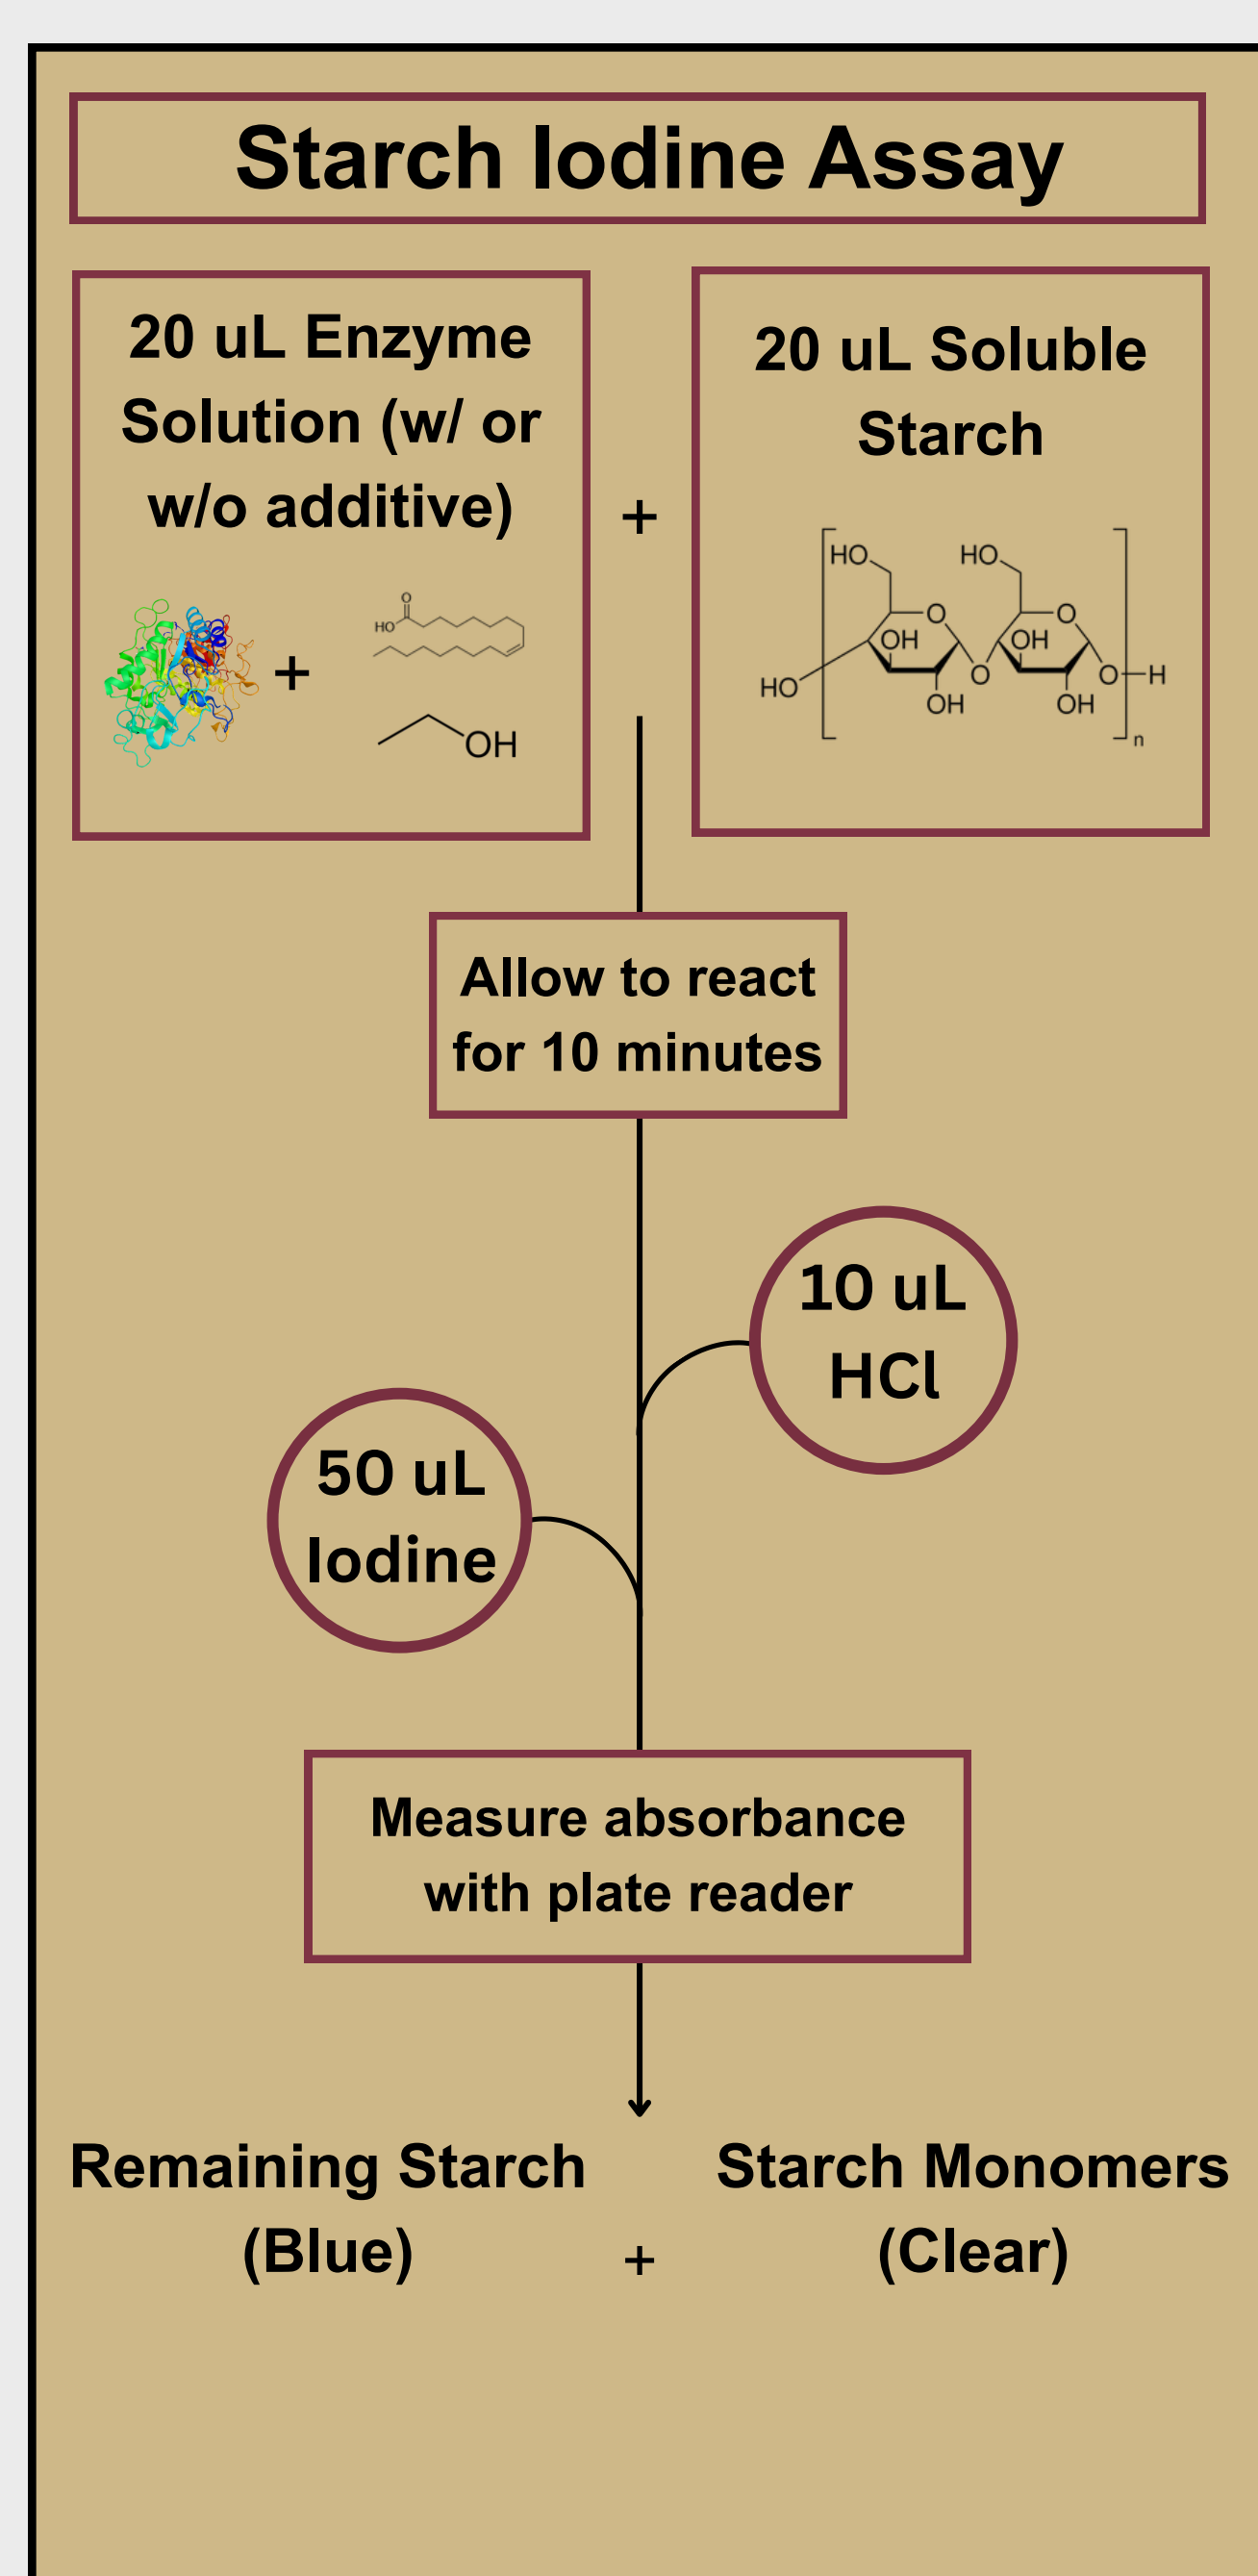 Starch Iodine Assay
20 uL Enzyme
Solution (w/ or
w/o additive)
+
O
HO
OH
+
20 uL Soluble
Starch
HO
HO
O
O
OH
OH
HO
O
O
H
OH
OH
n
Allow to react
for 10 minutes
10 uL
HCl
50 uL
Iodine
Measure absorbance
with plate reader
Remaining Starch
(Blue)
+
Starch Monomers
(Clear)